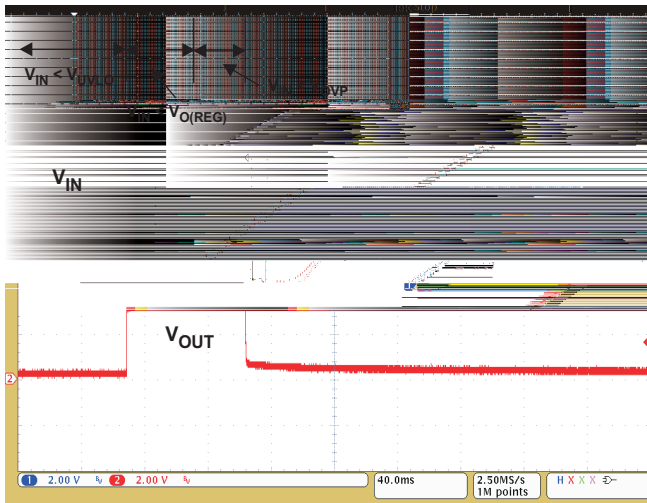 V_IN < V_UVLO
OVP
V_O(REG)
V_IN
1
V_OUT
2
1 2.00 V 2 2.00 V 40.0ms 2.50MS/s H X X X
1M points